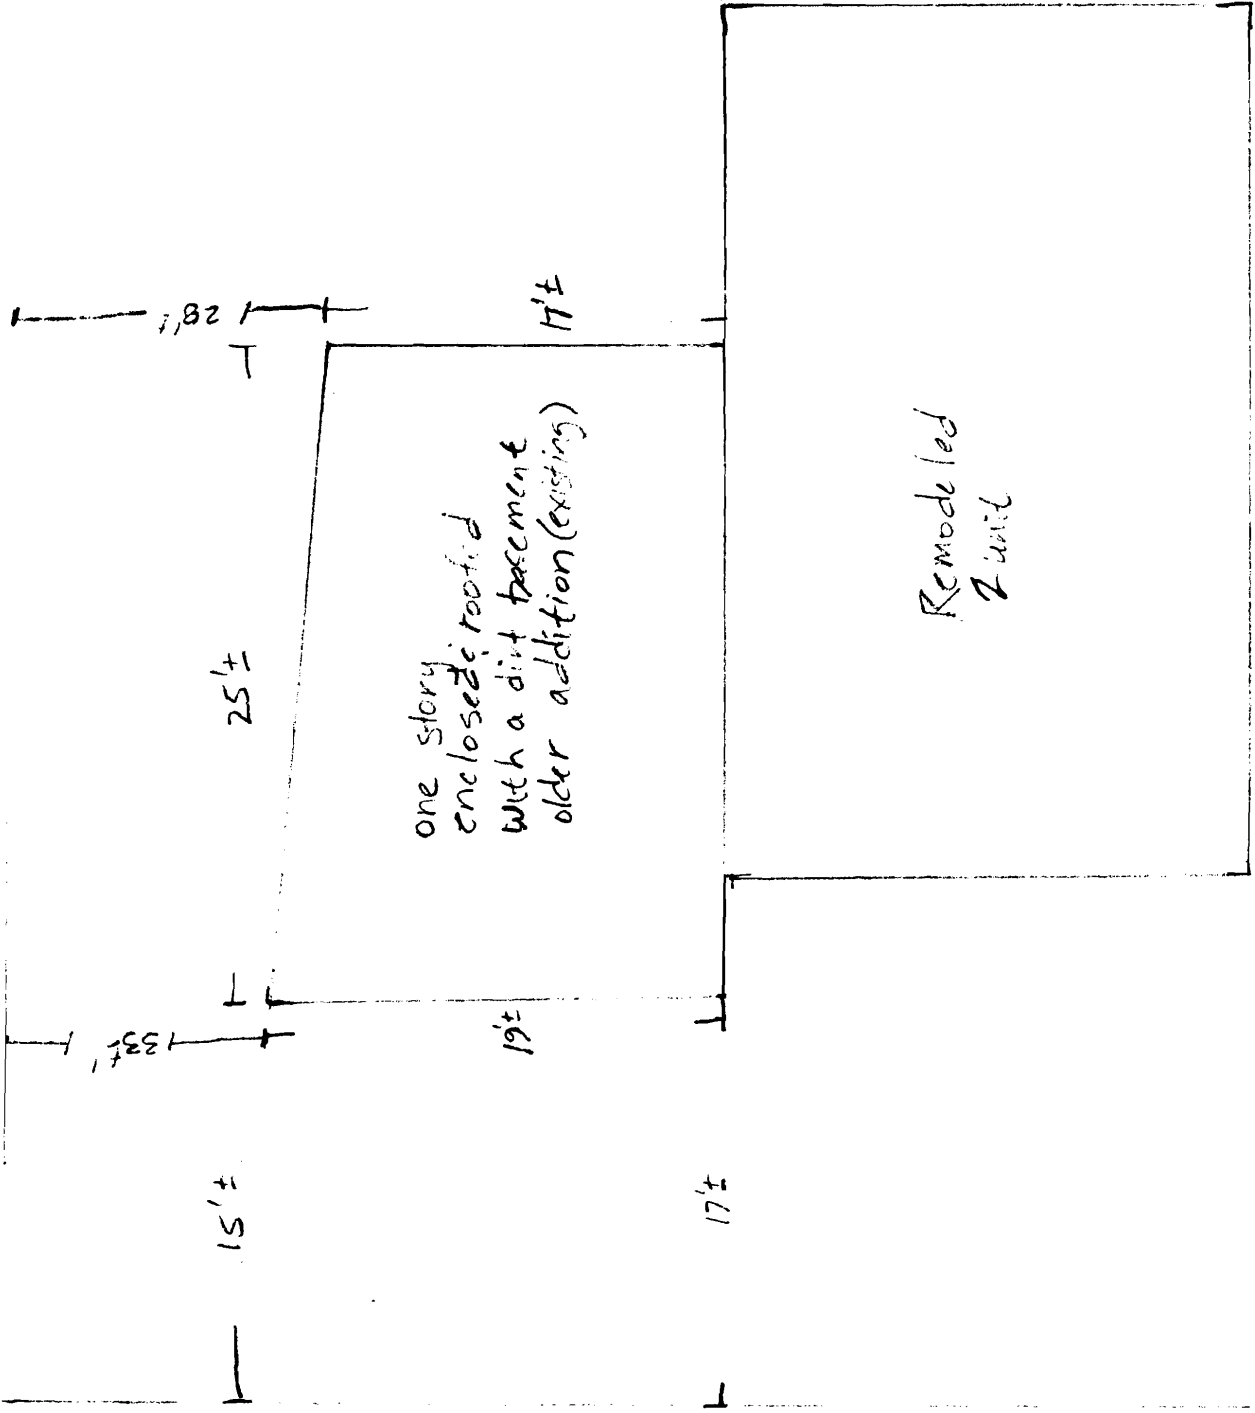 28'±
17'±
25'±
one story
enclosed & roofed
with a dirt basement
older addition (existing)
Remodeled
2 unit
33±'
19'±
15'±
17'±